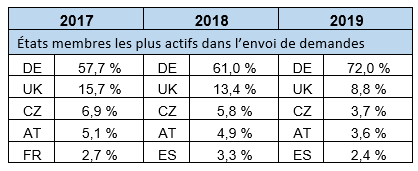 2017 2018 2019
États membres les plus actifs dans l'envoi de demandes
DE 57,7 % DE 61,0 % DE 72,0 %
UK 15,7 % UK 13,4 % UK 8,8 %
CZ 6,9 % CZ 5,8 % CZ 3,7 %
AT 5,1 % AT 4,9 % AT 3,6 %
FR 2,7 % ES 3,3 % ES 2,4 %